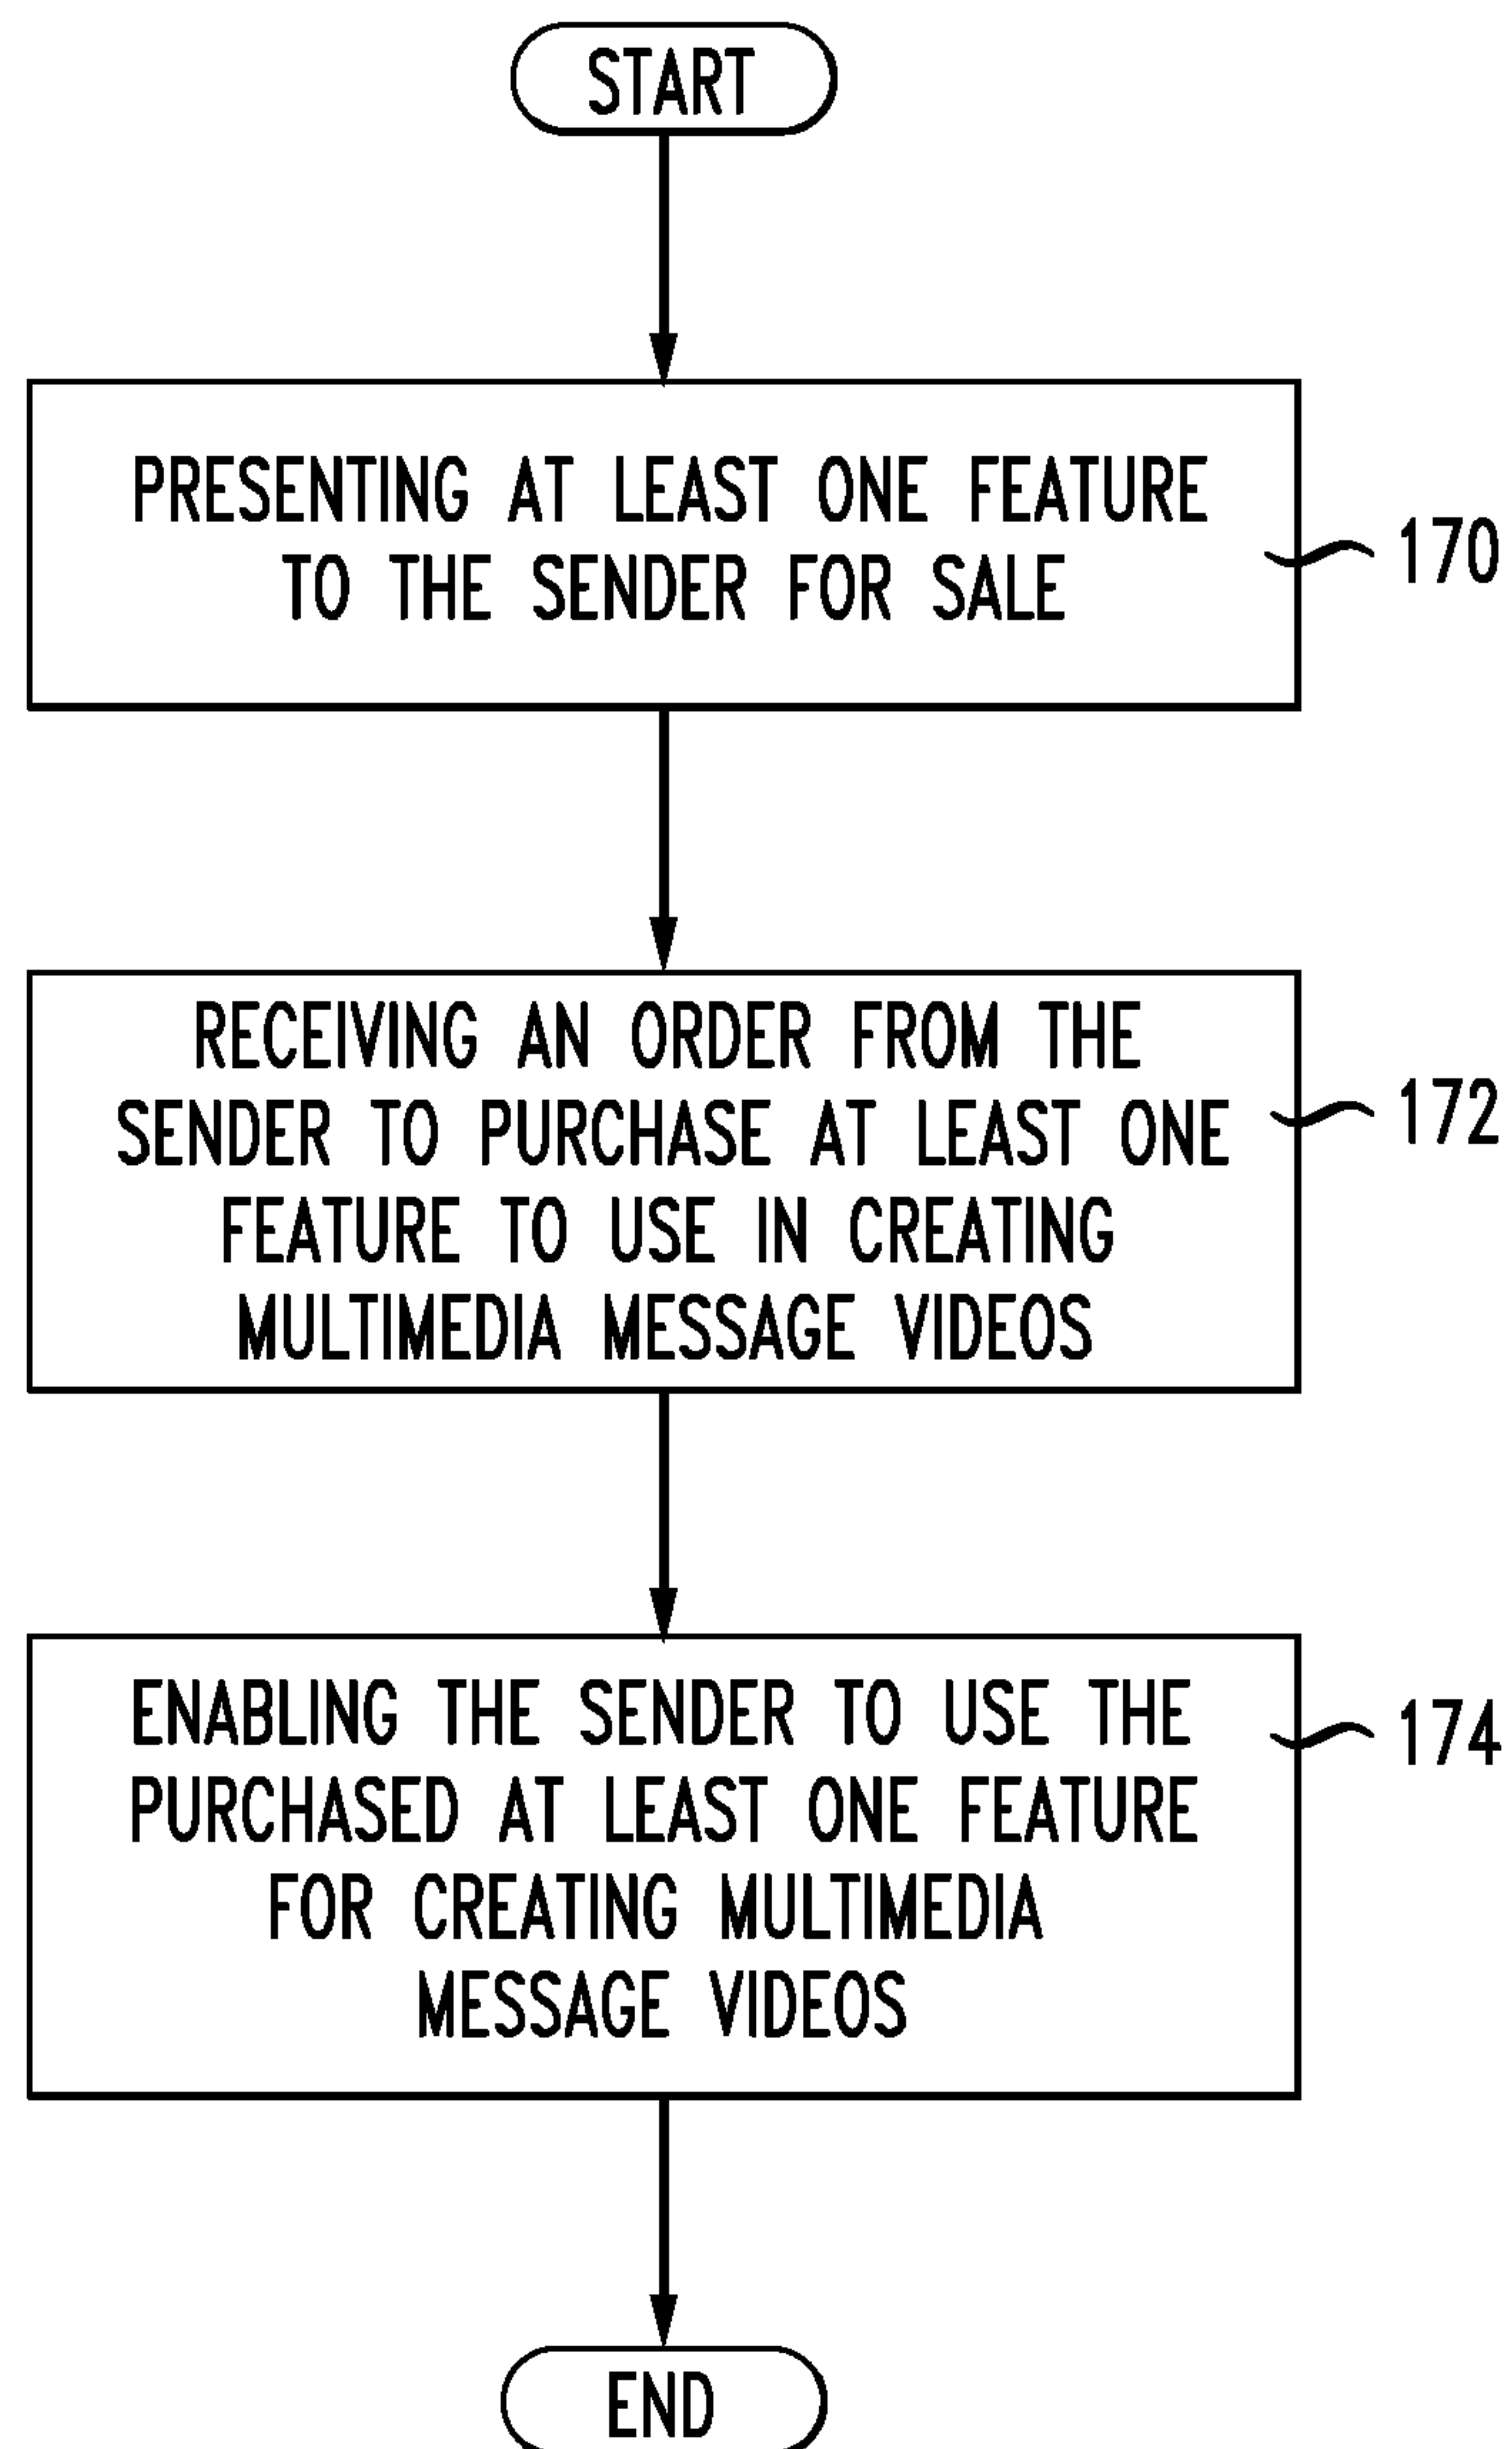 START
PRESENTING AT LEAST ONE FEATURE
TO THE SENDER FOR SALE
170
RECEIVING AN ORDER FROM THE
SENDER TO PURCHASE AT LEAST ONE
FEATURE TO USE IN CREATING
MULTIMEDIA MESSAGE VIDEOS
172
ENABLING THE SENDER TO USE THE
PURCHASED AT LEAST ONE FEATURE
FOR CREATING MULTIMEDIA
MESSAGE VIDEOS
174
END